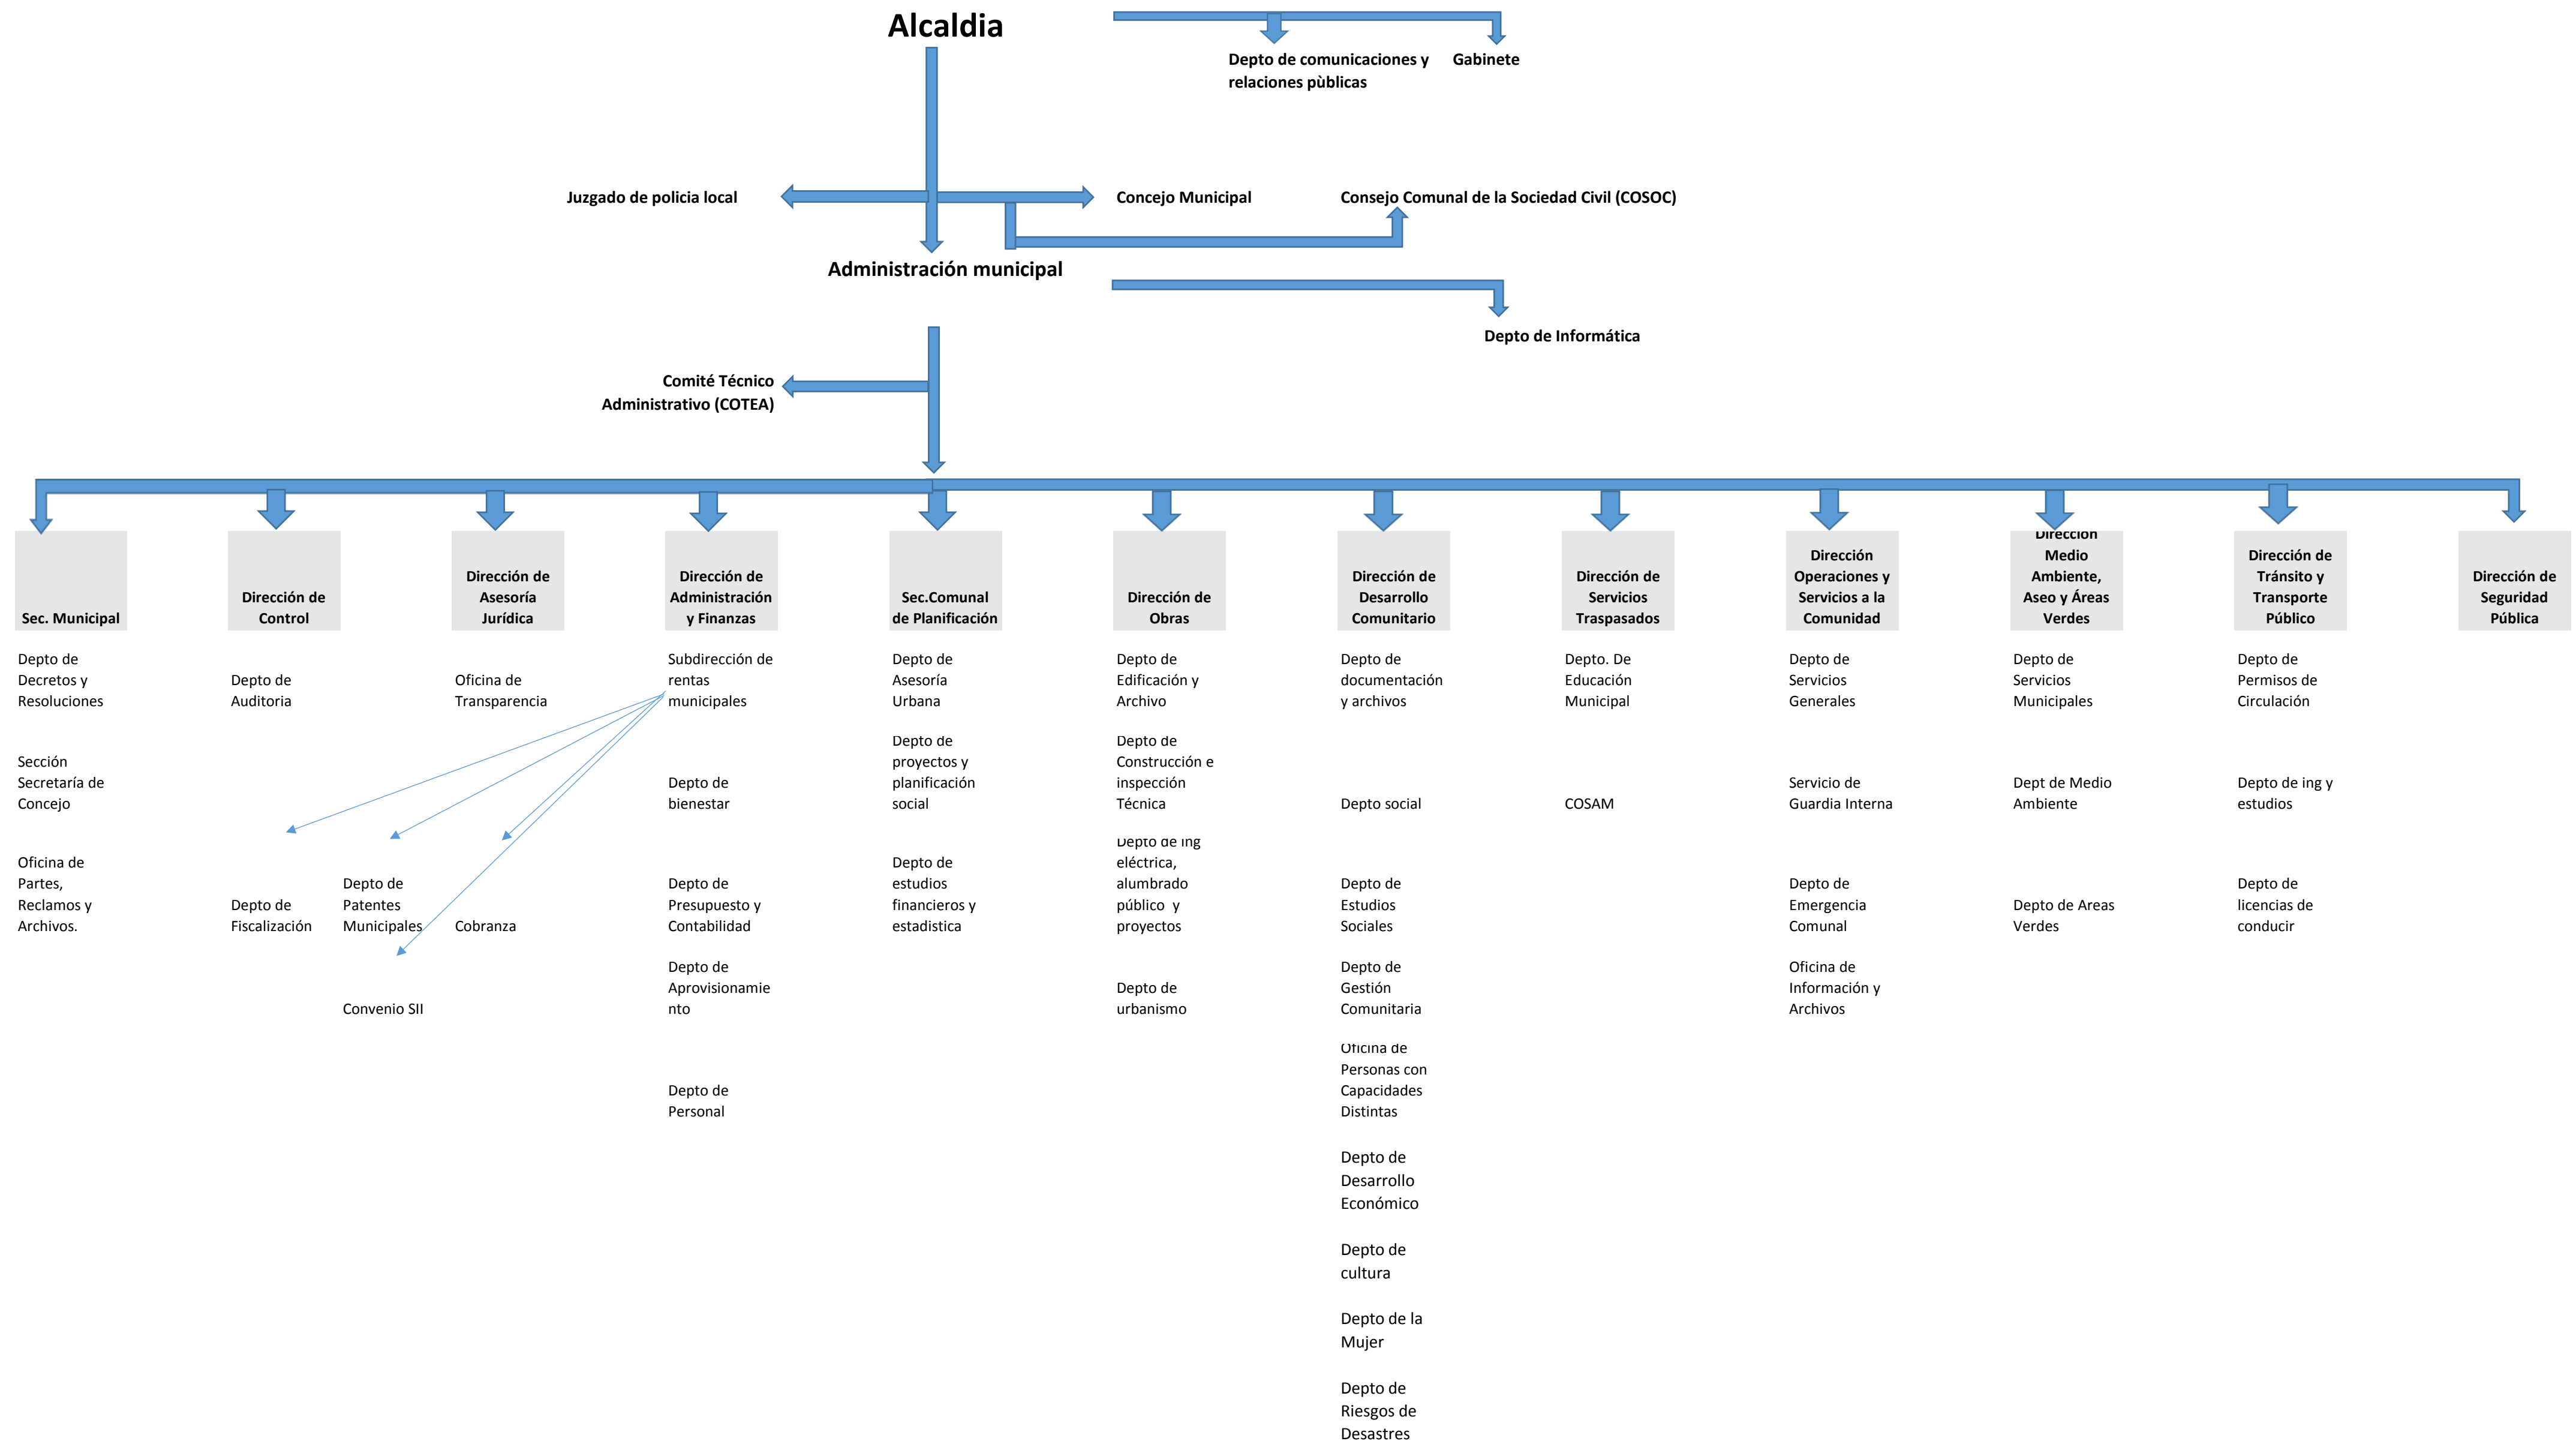 Alcaldia
Depto de comunicaciones y
relaciones pùblicas
Gabinete
Juzgado de policia local
Concejo Municipal
Consejo Comunal de la Sociedad Civil (COSOC)
Administración municipal
Depto de Informática
Comité Técnico
Administrativo (COTEA)
Sec. Municipal
Dirección de
Control
Dirección de
Asesoría
Jurídica
Dirección de
Administración
y Finanzas
Sec.Comunal
de Planificación
Dirección de
Obras
Dirección de
Desarrollo
Comunitario
Dirección de
Servicios
Traspasados
Dirección
Operaciones y
Servicios a la
Comunidad
Dirección
Medio
Ambiente,
Aseo y Áreas
Verdes
Dirección de
Tránsito y
Transporte
Público
Dirección de
Seguridad
Pública
Depto de
Decretos y
Resoluciones
Depto de
Auditoria
Oficina de
Transparencia
Subdirección de
rentas
municipales
Depto de
Asesoría
Urbana
Depto de
Edificación y
Archivo
Depto de
documentación
y archivos
Depto. De
Educación
Municipal
Depto de
Servicios
Generales
Depto de
Servicios
Municipales
Depto de
Permisos de
Circulación
Sección
Secretaría de
Concejo
Depto de
bienestar
Depto de
proyectos y
planificación
social
Depto de
Construcción e
inspección
Técnica
Depto social
COSAM
Servicio de
Guardia Interna
Dept de Medio
Ambiente
Depto de ing y
estudios
Oficina de
Partes,
Reclamos y
Archivos.
Depto de
Fiscalización
Depto de
Patentes
Municipales
Cobranza
Depto de
Presupuesto y
Contabilidad
Depto de
estudios
financieros y
estadistica
Depto de ing
eléctrica,
alumbrado
público  y
proyectos
Depto de
Estudios
Sociales
Depto de
Emergencia
Comunal
Depto de Areas
Verdes
Depto de
licencias de
conducir
Convenio SII
Depto de
Aprovisionamie
nto
Depto de
urbanismo
Depto de
Gestión
Comunitaria
Oficina de
Información y
Archivos
Depto de
Personal
Oficina de
Personas con
Capacidades
Distintas
Depto de
Desarrollo
Económico
Depto de
cultura
Depto de la
Mujer
Depto de
Riesgos de
Desastres